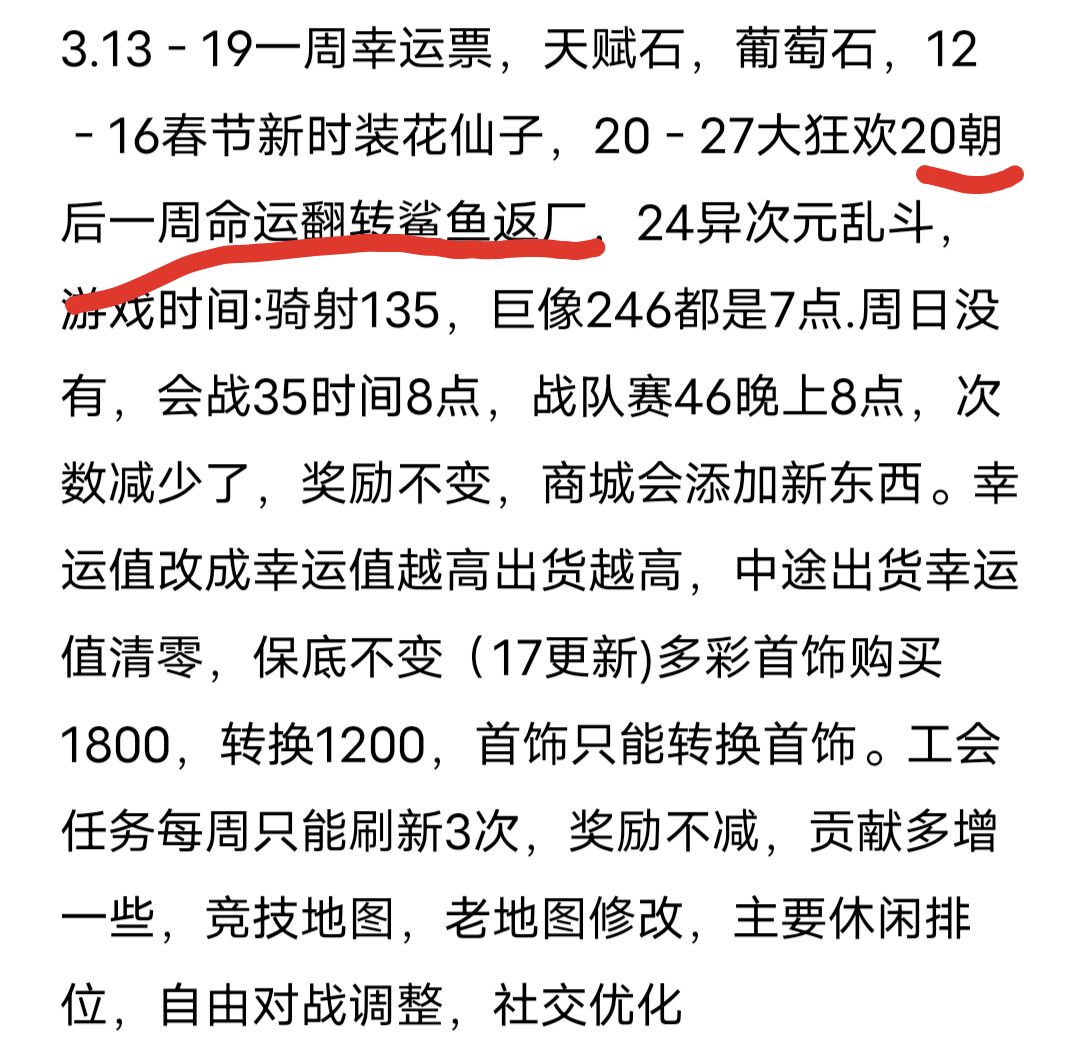 3.13－19一周幸运票，天赋石，葡萄石，12
－16春节新时装花仙子，20－27大狂欢20朝
后一周命运翻转鲨鱼返厂，24异次元乱斗，
游戏时间:骑射135，巨像246都是7点.周日没
有，会战35时间8点，战队赛46晚上8点，次
数减少了，奖励不变，商城会添加新东西。幸
运值改成幸运值越高出货越高，中途出货幸运
值清零，保底不变（17更新)多彩首饰购买
1800，转换1200，首饰只能转换首饰。工会
任务每周只能刷新3次，奖励不减，贡献多增
一些，竞技地图，老地图修改，主要休闲排
位，自由对战调整，社交优化